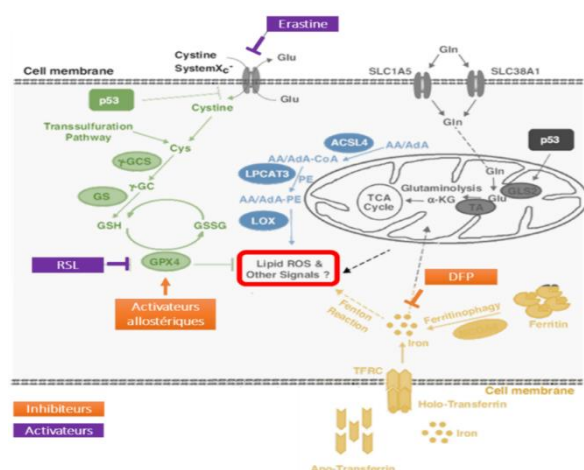 Erastine
Cystine
SystemXc-
Glu
Gln
SLC1A5
SLC38A1
Cell membrane
p53
Cystine
Glu
Gln
Transsulfuration
Pathway
Cys
ACSL4
AA/AdA
p53
γ-GCS
AA/AdA-CoA
LPCAT3
PE
Gln
γ-GC
GS
AA/AdA-PE
TCA
Cycle
Glutaminolysis
α-KG
TA
Glu
GLS2
GSH
GSSG
LOX
RSL
GPX4
Lipid ROS &
Other Signals ?
DFP
Activateurs
allostériques
Fenton
Reaction
Iron
Ferritinophagy
Ferritin
TFRC
Cell membrane
Holo-Transferrin
Inhibiteurs
Activateurs
Iron
Apo-Transferrin